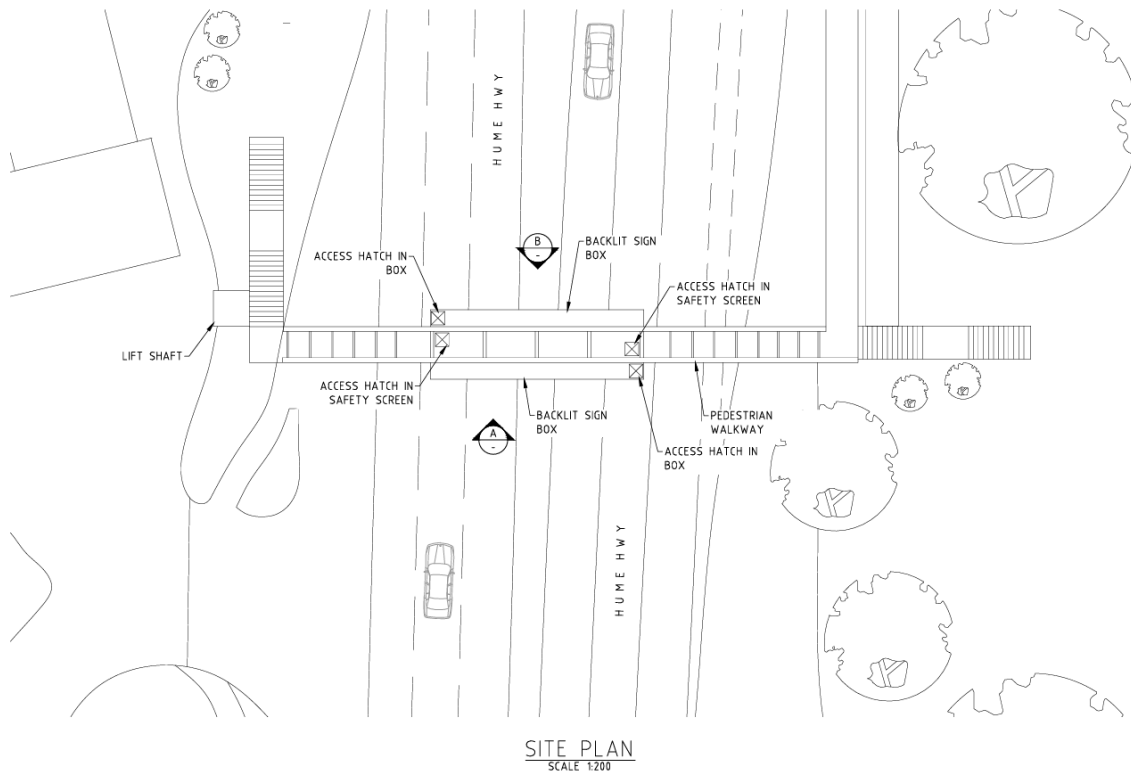 HUME HWY
B
-
BACKLIT SIGN
BOX
ACCESS HATCH IN
BOX
ACCESS HATCH IN
SAFETY SCREEN
LIFT SHAFT
ACCESS HATCH IN
SAFETY SCREEN
BACKLIT SIGN
BOX
PEDESTRIAN
WALKWAY
A
-
ACCESS HATCH IN
BOX
HUME HWY
SITE PLAN
SCALE 1:200